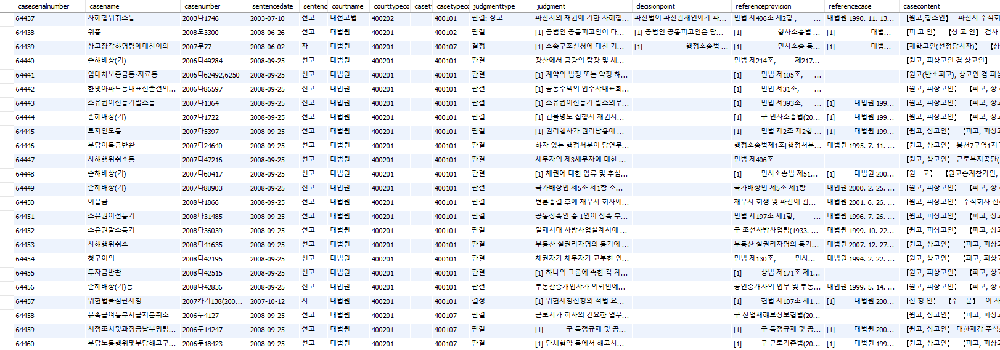 caseserialnumber casename casenumber sentencedate sentenc courtname courttypeco caset casetypeco judgmenttype judgment decisionpoint referenceprovision referencecase casecontent
64437 사해행위취소등 2003나1746 2003-07-10 선고 대전고법 400202 400101 판결: 상고 파산자의 채권에 기한 사해행... 파산법이 파산관재인에게 파... 민법 제406조 제2항, ... 대법원 1990. 11. 13... 【원고,항소인】 파산자 주식회
64438 위증 2008도3300 2008-06-26 선고 대법원 400201 400102 판결 [1] 공범인 공동피고인이 다... [1] 공범인 공동피고인은 당... [1] 형사소송법 ... [1] 대법... 【피 고 인】 【상 고 인】 검사
64439 상고장각하명령에대한이의 2007무77 2008-06-02 자 대법원 400201 400107 결정 [1] 소송구조신청에 대한 기... [1] 행정소송법 ... [1] 민사소송 등... [1] 대법... 【재항고인(선정당사자)】 【상
64440 손해배상(기) 2006다49284 2008-09-25 선고 대법원 400201 400101 판결 광산에서 금광의 탐광 및 채... 민법 제214조, 제217... 【원고, 피상고인 겸 상고인】
64441 임대차보증금등·지료등 2006다62492,6250 2008-09-25 선고 대법원 400201 400101 판결 [1] 계약의 법정 또는 약정 해... [1] 민법 제105조, ... 【원고(반소피고), 상고인 겸 피상
64442 한빛아파트동대표선출결의... 2006다86597 2008-09-25 선고 대법원 400201 400101 판결 [1] 공동주택의 입주자대표회... [1] 민법 제31조, ... 【원고, 피상고인】 【피고, 상고
64443 소유권이전등기말소등 2007다1364 2008-09-25 선고 대법원 400201 400101 판결 [1] 소유권이전등기 말소의무... [1] 민법 제393조, ... [1] 대법원 199... 【원고, 피상고인】 【피고, 상고
64444 손해배상(기) 2007다1722 2008-09-25 선고 대법원 400201 400101 판결 [1] 건물명도 집행시 채권자... [1] 구 민사소송법(20... [1] 대법원 199... 【원고, 피상고인】 【피고, 상고
64445 토지인도등 2007다5397 2008-09-25 선고 대법원 400201 400101 판결 [1] 권리행사가 권리남용에 ... [1] 민법 제2조 제2항 ... [1] 대법원 199... 【원고, 상고인】 【피고, 피상고
64446 부당이득금반환 2007다24640 2008-09-25 선고 대법원 400201 400101 판결 하자 있는 행정처분이 당연무... 행정소송법제1조[행정처분... 대법원 1995. 7. 11. ... 【원고, 상고인】 봉천7구역1지구
64447 사해행위취소등 2007다47216 2008-09-25 선고 대법원 400201 400101 판결 채무자의 제3채무자에 대한 ... 민법 제406조 【원고, 상고인】 근로복지공단(
64448 손해배상(기) 2007다60417 2008-09-25 선고 대법원 400201 400101 판결 [1] 채권에 대한 압류 및 추심... [1] 민사소송법 제51... [1] 대법원 200... 【원 고】 【원고승계참가인,
64449 손해배상(기) 2007다88903 2008-09-25 선고 대법원 400201 400101 판결 국가배상법 제5조 제1항 소... 국가배상법 제5조 제1항 대법원 2000. 2. 25. ... 【원고, 피상고인】 【피고, 상고
64450 어음금 2008다1866 2008-09-25 선고 대법원 400201 400101 판결 변론종결 후에 채무자 회사에... 채무자 회생 및 파산에 관... 대법원 2001. 6. 26. ... 【원고, 피상고인】 주식회사 신
64451 소유권이전등기 2008다31485 2008-09-25 선고 대법원 400201 400101 판결 공동상속인 중 1인이 상속 부... 민법 제197조 제1항, ... 대법원 1996. 7. 26. ... 【원고, 피상고인】 【피고, 상고
64452 소유권말소등기 2008다36039 2008-09-25 선고 대법원 400201 400101 판결 일제시대 사방사업설계서에 ... 구 조선사방사업령(1933. ... 대법원 1999. 10. 22... 【원고, 피상고인】 【피고, 상고
64453 사해행위취소 2008다41635 2008-09-25 선고 대법원 400201 400101 판결 부동산 실권리자명의 등기에 ... 부동산 실권리자명의 등기... 대법원 2007. 12. 27... 【원고, 상고인】 【피고, 피상고
64454 청구이의 2008다42195 2008-09-25 선고 대법원 400201 400101 판결 채권자가 채무자가 교부한 인... 민법 제130조, 민사... 대법원 1994. 2. 22. ... 【원고, 피상고인】 【피고, 상고
64455 투자금반환 2008다42515 2008-09-25 선고 대법원 400201 400101 판결 [1] 하나의 그룹에 속한 각 계... [1] 상법 제171조 제1... 【원고, 피상고인】 【피고, 상고
64456 손해배상(기)등 2008다42836 2008-09-25 선고 대법원 400201 400101 판결 부동산중개업자가 의뢰인에... 공인중개사의 업무 및 부동... 대법원 1999. 5. 14. ... 【원고, 피상고인】 【피고, 상고
64457 위헌법률심판제청 2007카기138(200... 2007-10-12 자 대법원 400201 400101 결정 [1] 위헌제청신청의 적법 요... [1] 헌법 제107조 제1... [1] 대법원 200... 【신 청 인】 【주 문】 이 사
64458 유족급여등부지급처분취소 2006두4127 2008-09-25 선고 대법원 400201 400107 판결 근로자가 회사의 긴요한 업무... 구 산업재해보상보험법(20... 【원고, 상고인】 【피고, 피상고
64459 시정조치및과징금납부명령... 2006두14247 2008-09-25 선고 대법원 400201 400107 판결 [1] 구 독점규제 및 공... [1] 구 독점규제 및 공... [1] 대법원 200... 【원고, 상고인】 대한제강 주식
64460 부당노동행위및부당해고구... 2006두18423 2008-09-25 선고 대법원 400201 400107 판결 [1] 단체협약 등에서 해고사... [1] 구 근로기준법(20... [1] 대법원 199... 【원고, 피상고인】 【피고, 상고